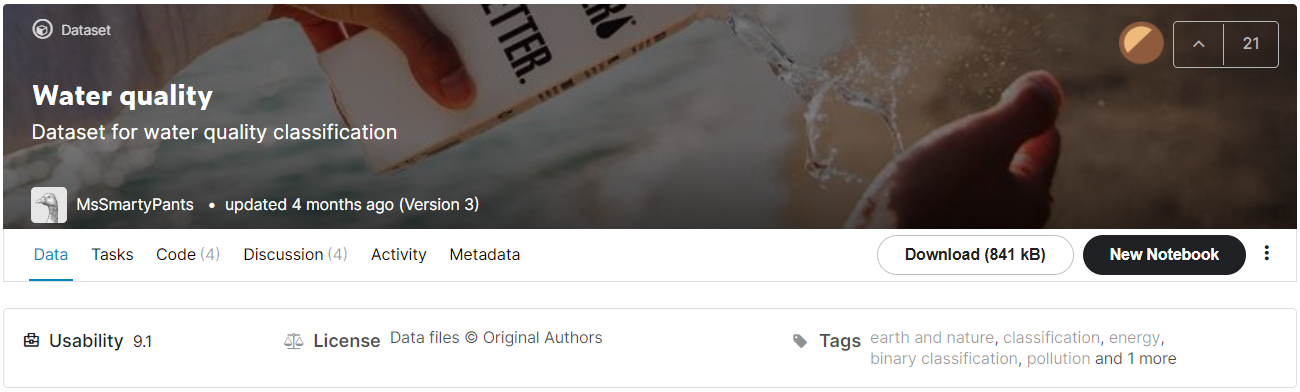 Dataset
ETTER.
R
21
Water quality
Dataset for water quality classification
MsSmartyPants • updated 4 months ago (Version 3)
Data Tasks Code (4) Discussion (4) Activity Metadata Download (841 kB) New Notebook
Usability 9.1 License Data files © Original Authors Tags earth and nature, classification, energy,
binary classification, pollution and 1 more